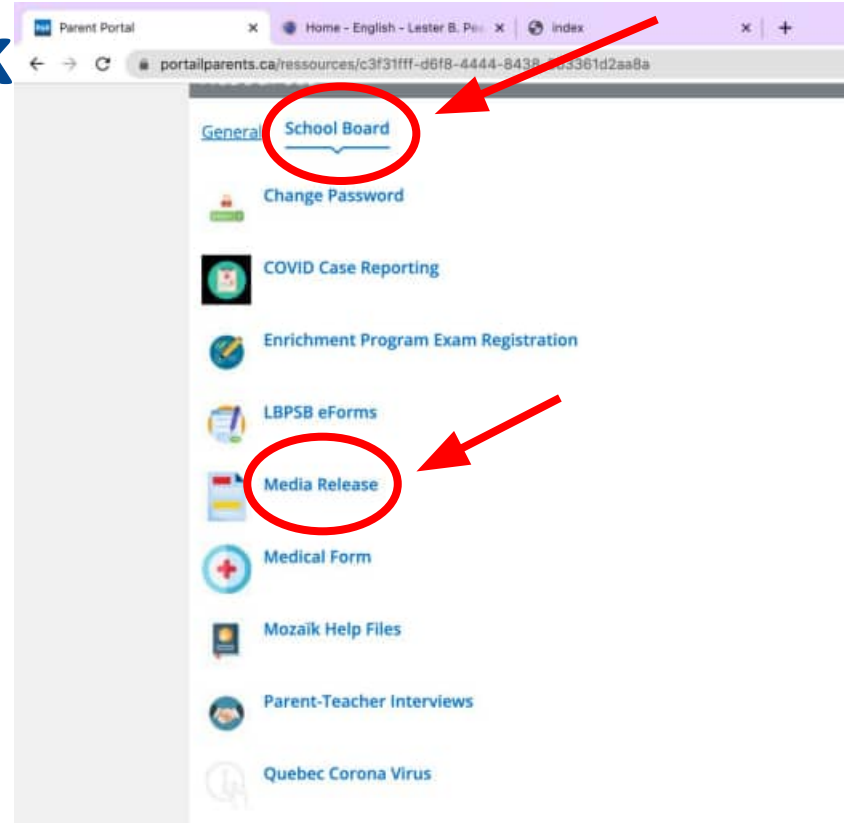 Parent Portal × Home - English - Lester B. Pe × Index × +
portailparents.ca/ressources/c3f31fff-d6f8-4444-8438-
General School Board
Change Password
COVID Case Reporting
Enrichment Program Exam Registration
LBPSB eForms
Media Release
Medical Form
Mozaïk Help Files
Parent-Teacher Interviews
Quebec Corona Virus